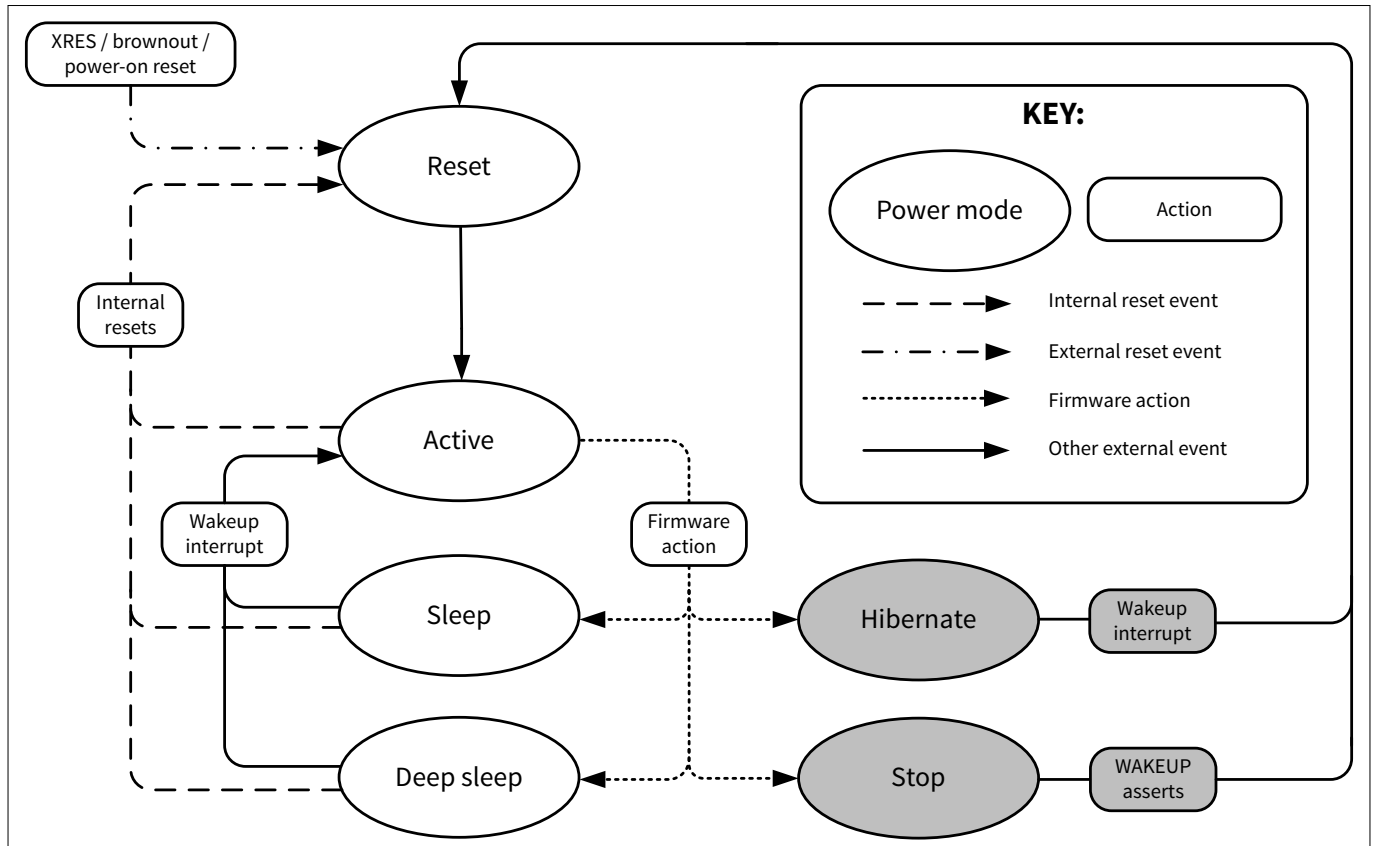 XRES / brownout /
power-on reset
KEY:
Reset
Power mode
Action
Internal
resets
Internal reset event
External reset event
Firmware action
Other external event
Active
Wakeup
interrupt
Firmware
action
Sleep
Hibernate
Wakeup
interrupt
Deep sleep
Stop
WAKEUP
asserts